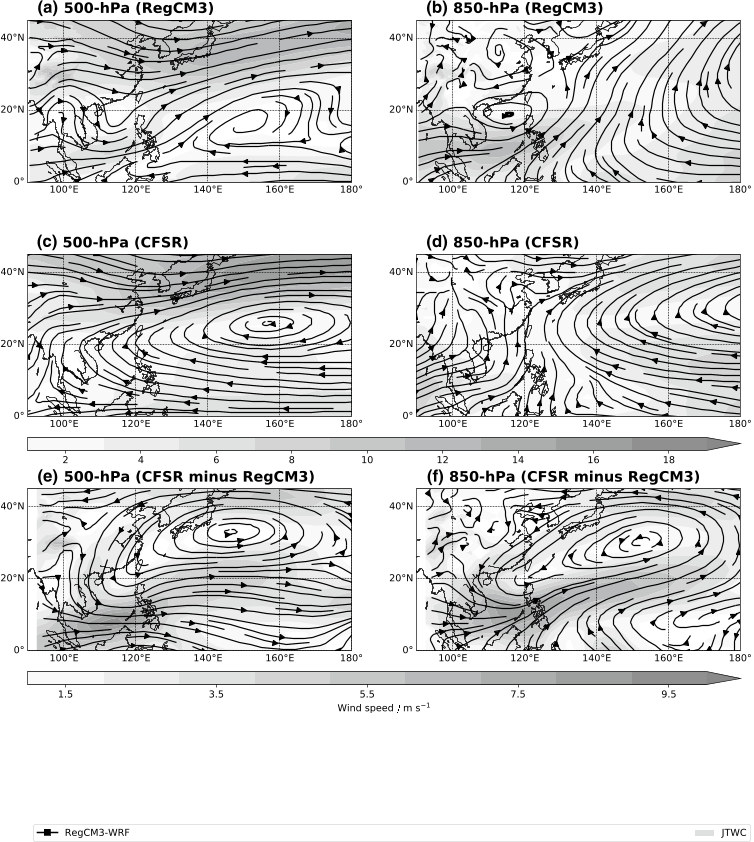 (a) 500-hPa (RegCM3)
(b) 850-hPa (RegCM3)
40°N
20°N
0°
100°E
120°E
140°E
160°E
180°
40°N
20°N
0°
100°E
120°E
140°E
160°E
180°
(c) 500-hPa (CFSR)
(d) 850-hPa (CFSR)
40°N
20°N
0°
100°E
120°E
140°E
160°E
180°
40°N
20°N
0°
100°E
120°E
140°E
160°E
180°
2 4 6 8 10 12 14 16 18
(e) 500-hPa (CFSR minus RegCM3)
(f) 850-hPa (CFSR minus RegCM3)
40°N
20°N
0°
100°E
120°E
140°E
160°E
180°
40°N
20°N
0°
100°E
120°E
140°E
160°E
180°
1.5 3.5 5.5 7.5 9.5
Wind speed / m s⁻¹
RegCM3-WRF
JTWC